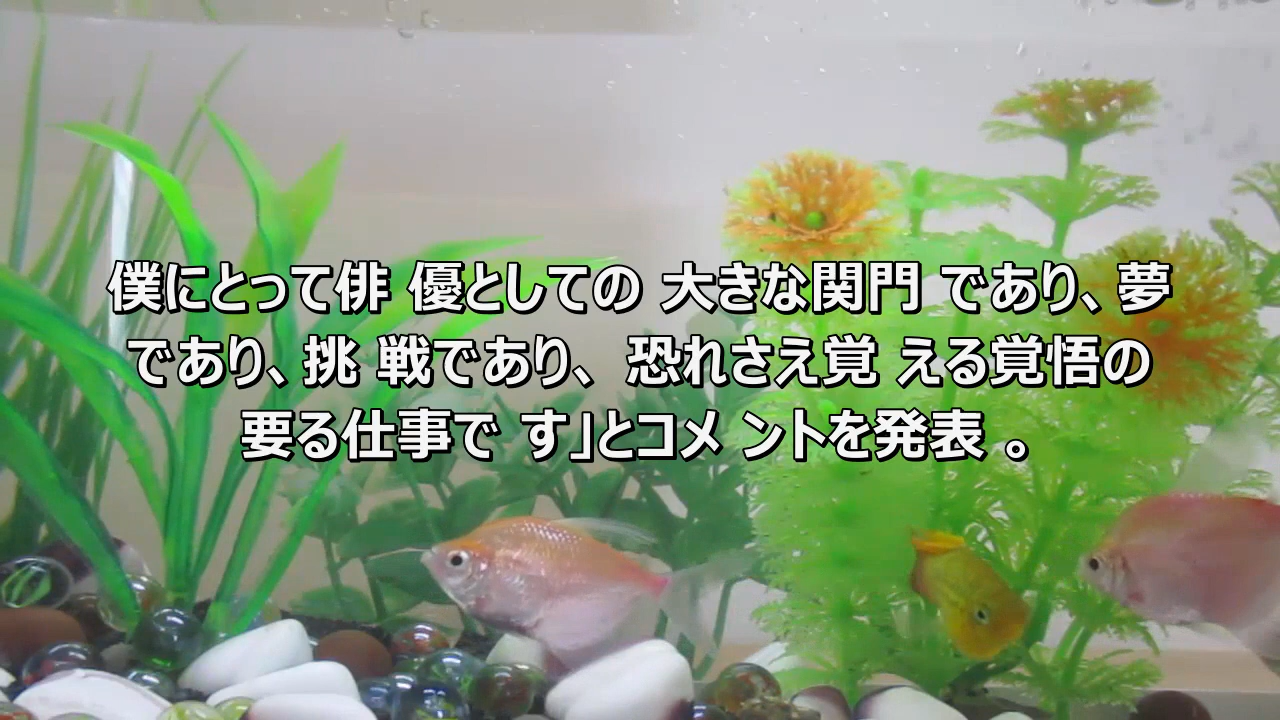 僕にとって俳 優としての 大きな関門 であり、夢
であり、挑 戦であり、 恐れさえ覚 える覚悟の
要る仕事で す」とコメ ントを発表 。